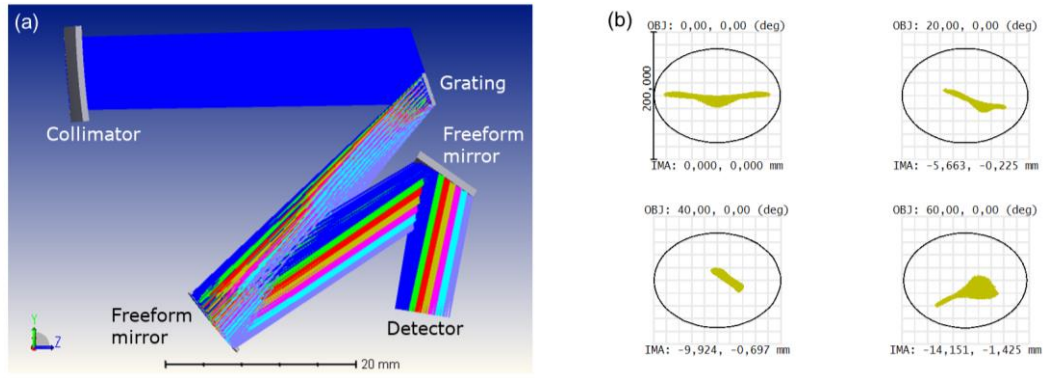 (a)
Collimator
Grating
Freeform
mirror
Freeform
mirror
Detector
Y
Z
20 mm
(b)
OBJ: 0,00, 0,00 (deg)
200,000
IMA: 0,000, 0,000 mm
OBJ: 20,00, 0,00 (deg)
IMA: -5,663, -0,225 mm
OBJ: 40,00, 0,00 (deg)
IMA: -9,924, -0,697 mm
OBJ: 60,00, 0,00 (deg)
IMA: -14,151, -1,425 mm